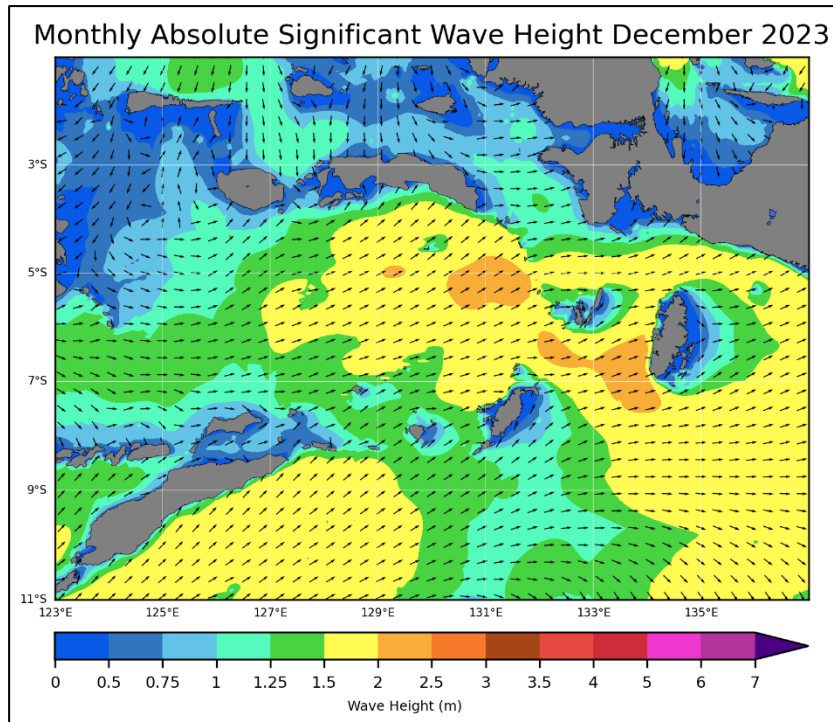 Monthly Absolute Significant Wave Height December 2023
3°S
5°S
7°S
9°S
11°S
123°E 125°E 127°E 129°E 131°E 133°E 135°E
0 0.5 0.75 1 1.25 1.5 2 2.5 3 3.5 4 5 6 7
Wave Height (m)